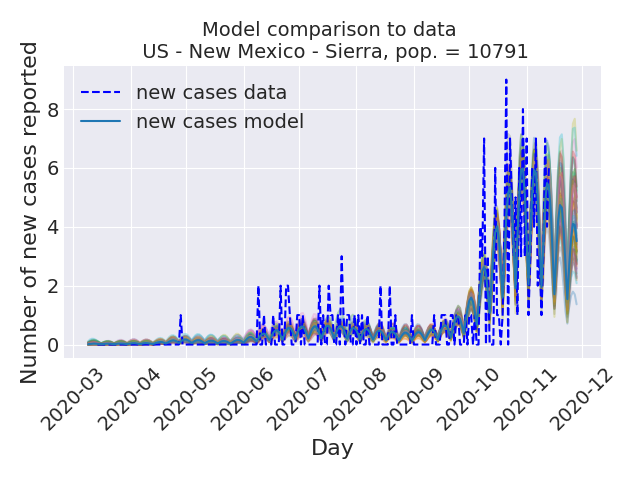 Model comparison to data
US - New Mexico - Sierra, pop. = 10791
new cases data
new cases model
Number of new cases reported
8
6
4
2
0
2020-03
2020-04
2020-05
2020-06
2020-07
2020-08
2020-09
2020-10
2020-11
2020-12
Day